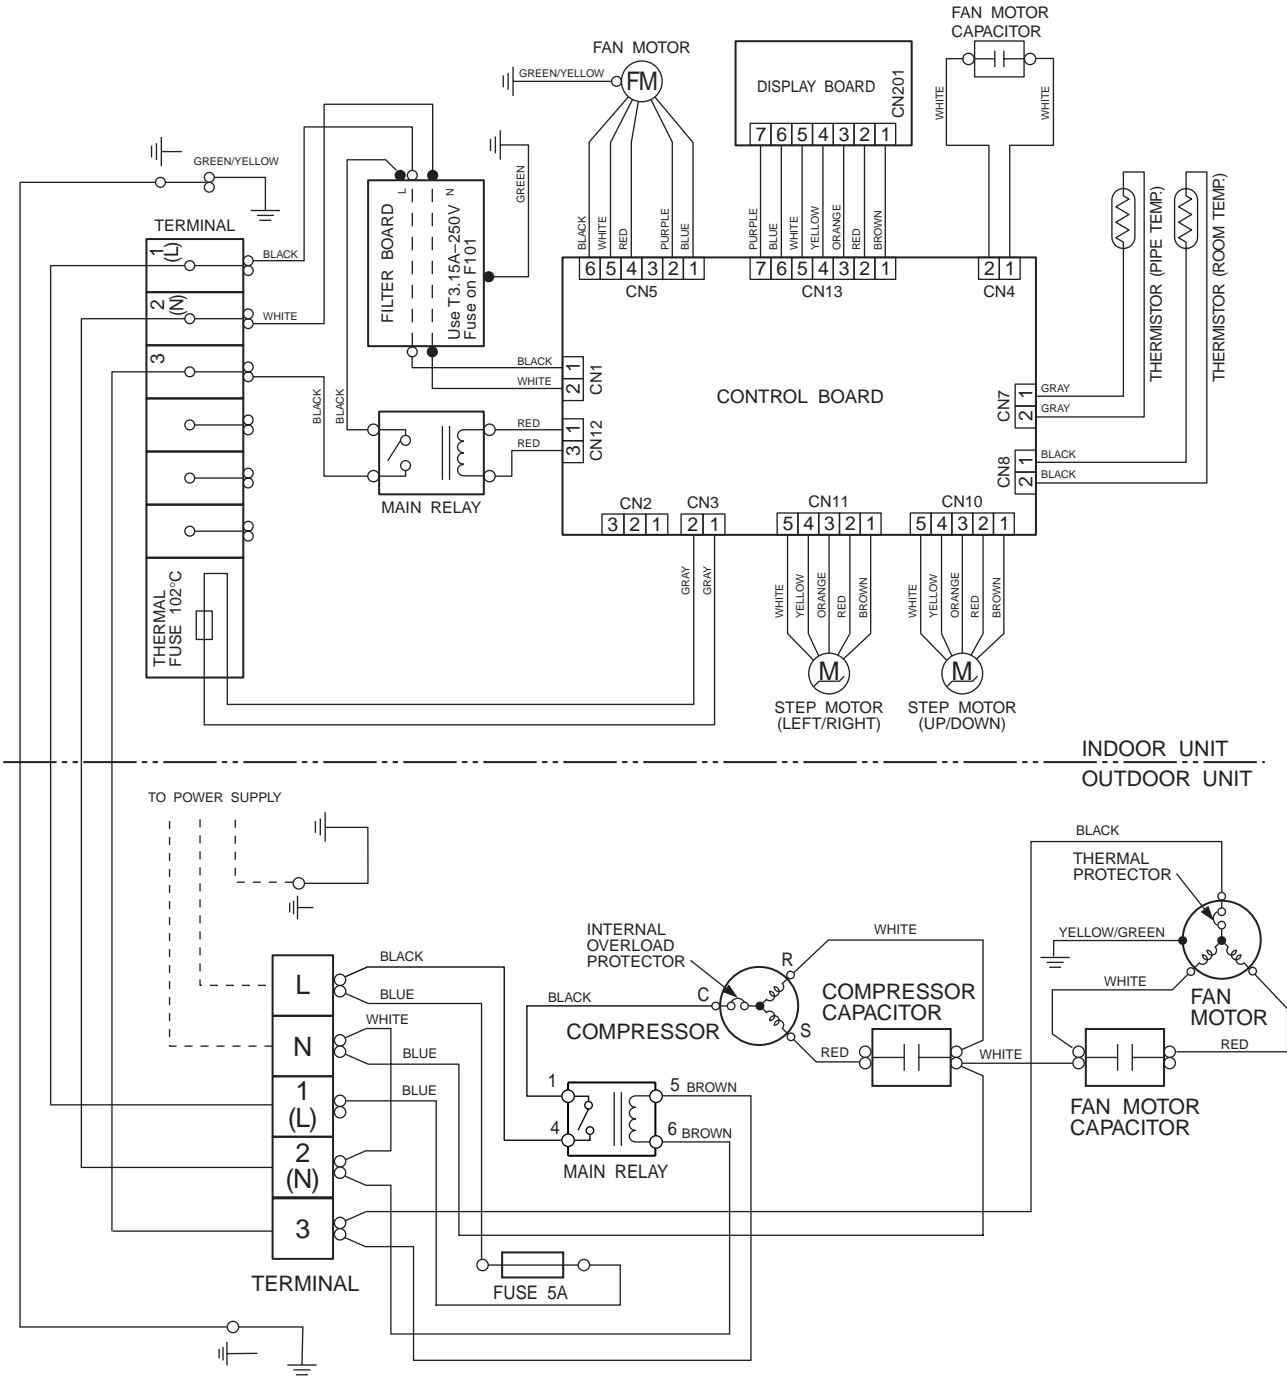 FAN MOTOR
CAPACITOR
WHITE
WHITE
FAN MOTOR
GREEN/YELLOW
FM
DISPLAY BOARD
CN201
7 6 5 4 3 2 1
GREEN/YELLOW
GREEN
TERMINAL
1
(L)
BLACK
2
(N)
WHITE
3
L
N
FILTER BOARD
Use T3.15A–250V
Fuse on F101
BLACK
WHITE
RED
PURPLE
BLUE
6 5 4 3 2 1
CN5
PURPLE
BLUE
WHITE
YELLOW
ORANGE
RED
BROWN
7 6 5 4 3 2 1
CN13
2 1
CN4
THERMISTOR (PIPE TEMP.)
THERMISTOR (ROOM TEMP.)
BLACK
WHITE
1
2
CN1
BLACK
BLACK
RED
RED
1
3
CN12
MAIN RELAY
CONTROL BOARD
CN7
1
2
GRAY
GRAY
CN8
1
2
BLACK
BLACK
CN2
3 2 1
CN3
2 1
CN11
5 4 3 2 1
CN10
5 4 3 2 1
GRAY
GRAY
WHITE
YELLOW
ORANGE
RED
BROWN
WHITE
YELLOW
ORANGE
RED
BROWN
THERMAL
FUSE 102°C
M
STEP MOTOR
(LEFT/RIGHT)
M
STEP MOTOR
(UP/DOWN)
INDOOR UNIT
OUTDOOR UNIT
TO POWER SUPPLY
BLACK
THERMAL
PROTECTOR
YELLOW/GREEN
WHITE
FAN
MOTOR
RED
FAN MOTOR
CAPACITOR
INTERNAL
OVERLOAD
PROTECTOR
R
C
S
WHITE
COMPRESSOR
COMPRESSOR
CAPACITOR
RED
WHITE
BLACK
L
BLACK
BLUE
N
WHITE
BLUE
1
(L)
BLUE
2
(N)
3
TERMINAL
1
4
5 BROWN
6 BROWN
MAIN RELAY
FUSE 5A